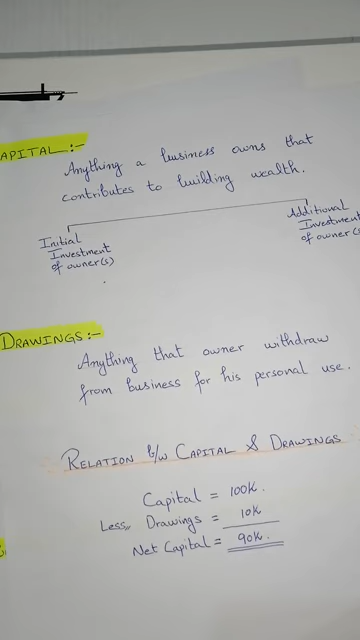 APITAL:-
Anything a business owns that
contributes to building wealth.
Initial
Investment
of owner(s)
Additional
Investment
of owner(s
DRAWINGS:-
Anything that owner withdraw
from business for his personal use.
RELATION b/w CAPITAL & DRAWINGS
Capital = 100K.
Less,, Drawings = 10K
Net Capital = 90K.